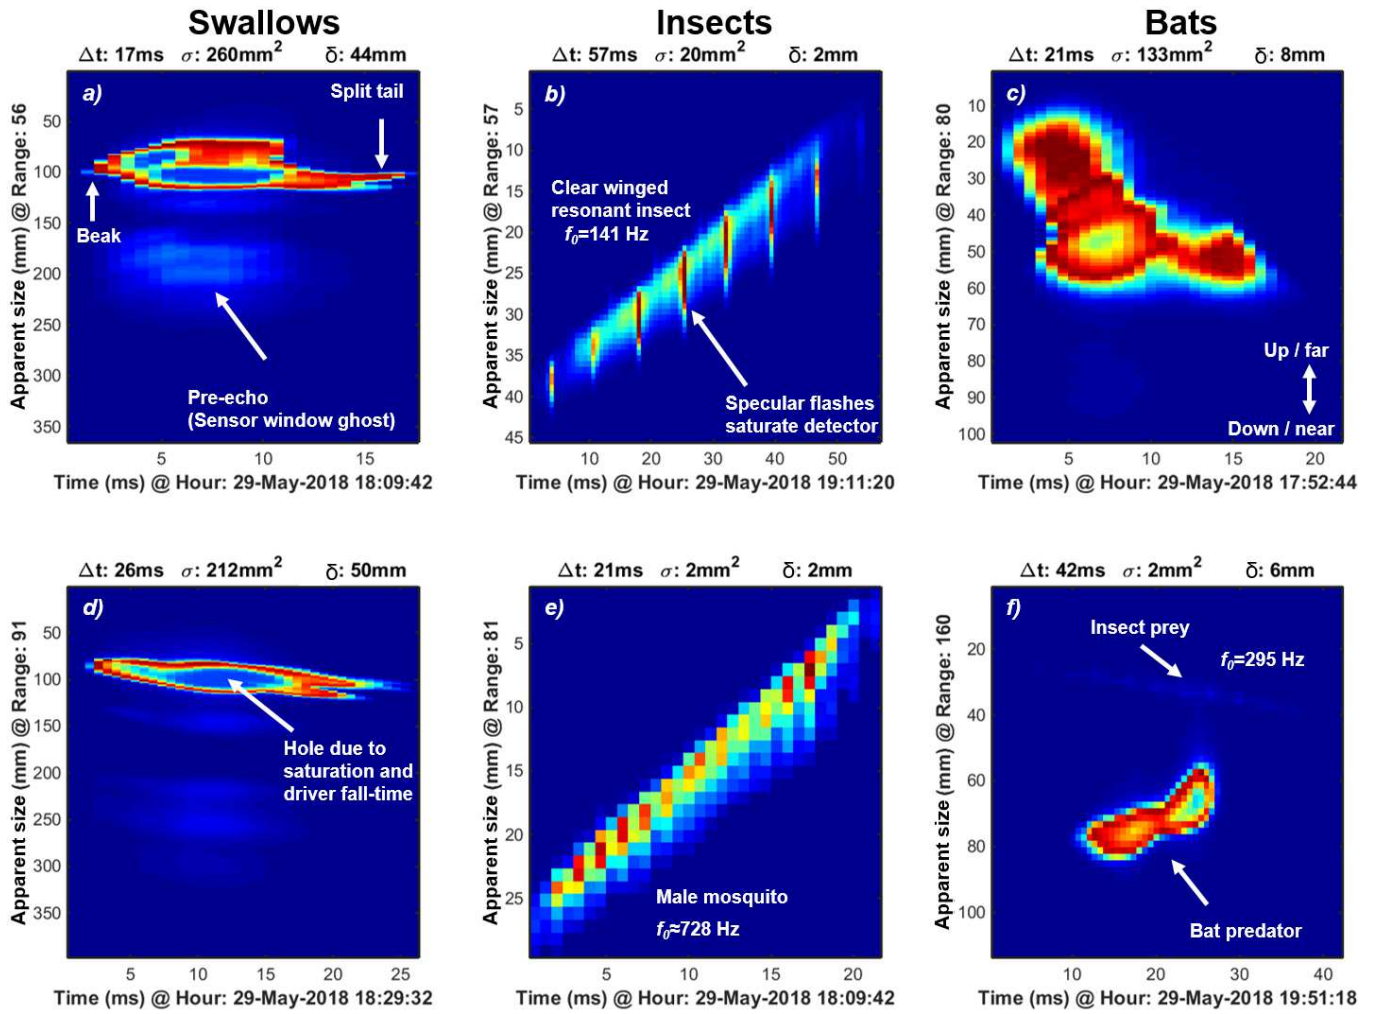 Swallows
Insects
Bats
Δt: 17ms σ: 260mm² δ: 44mm
a)
Split tail
Beak
Pre-echo
(Sensor window ghost)
Apparent size (mm) @ Range: 56
50
100
150
200
250
300
350
5
10
15
Time (ms) @ Hour: 29-May-2018 18:09:42
Δt: 57ms σ: 20mm² δ: 2mm
b)
Clear winged
resonant insect
f₀=141 Hz
Specular flashes
saturate detector
Apparent size (mm) @ Range: 57
5
10
15
20
25
30
35
40
45
10
20
30
40
50
Time (ms) @ Hour: 29-May-2018 19:11:20
Δt: 21ms σ: 133mm² δ: 8mm
c)
Up / far
Down / near
Apparent size (mm) @ Range: 80
10
20
30
40
50
60
70
80
90
100
5
10
15
20
Time (ms) @ Hour: 29-May-2018 17:52:44
Δt: 26ms σ: 212mm² δ: 50mm
d)
Hole due to
saturation and
driver fall-time
Apparent size (mm) @ Range: 91
50
100
150
200
250
300
350
5
10
15
20
25
Time (ms) @ Hour: 29-May-2018 18:29:32
Δt: 21ms σ: 2mm² δ: 2mm
e)
Male mosquito
f₀≈728 Hz
Apparent size (mm) @ Range: 81
5
10
15
20
25
5
10
15
20
Time (ms) @ Hour: 29-May-2018 18:09:42
Δt: 42ms σ: 2mm² δ: 6mm
f)
Insect prey
f₀=295 Hz
Bat predator
Apparent size (mm) @ Range: 160
20
40
60
80
100
10
20
30
40
Time (ms) @ Hour: 29-May-2018 19:51:18